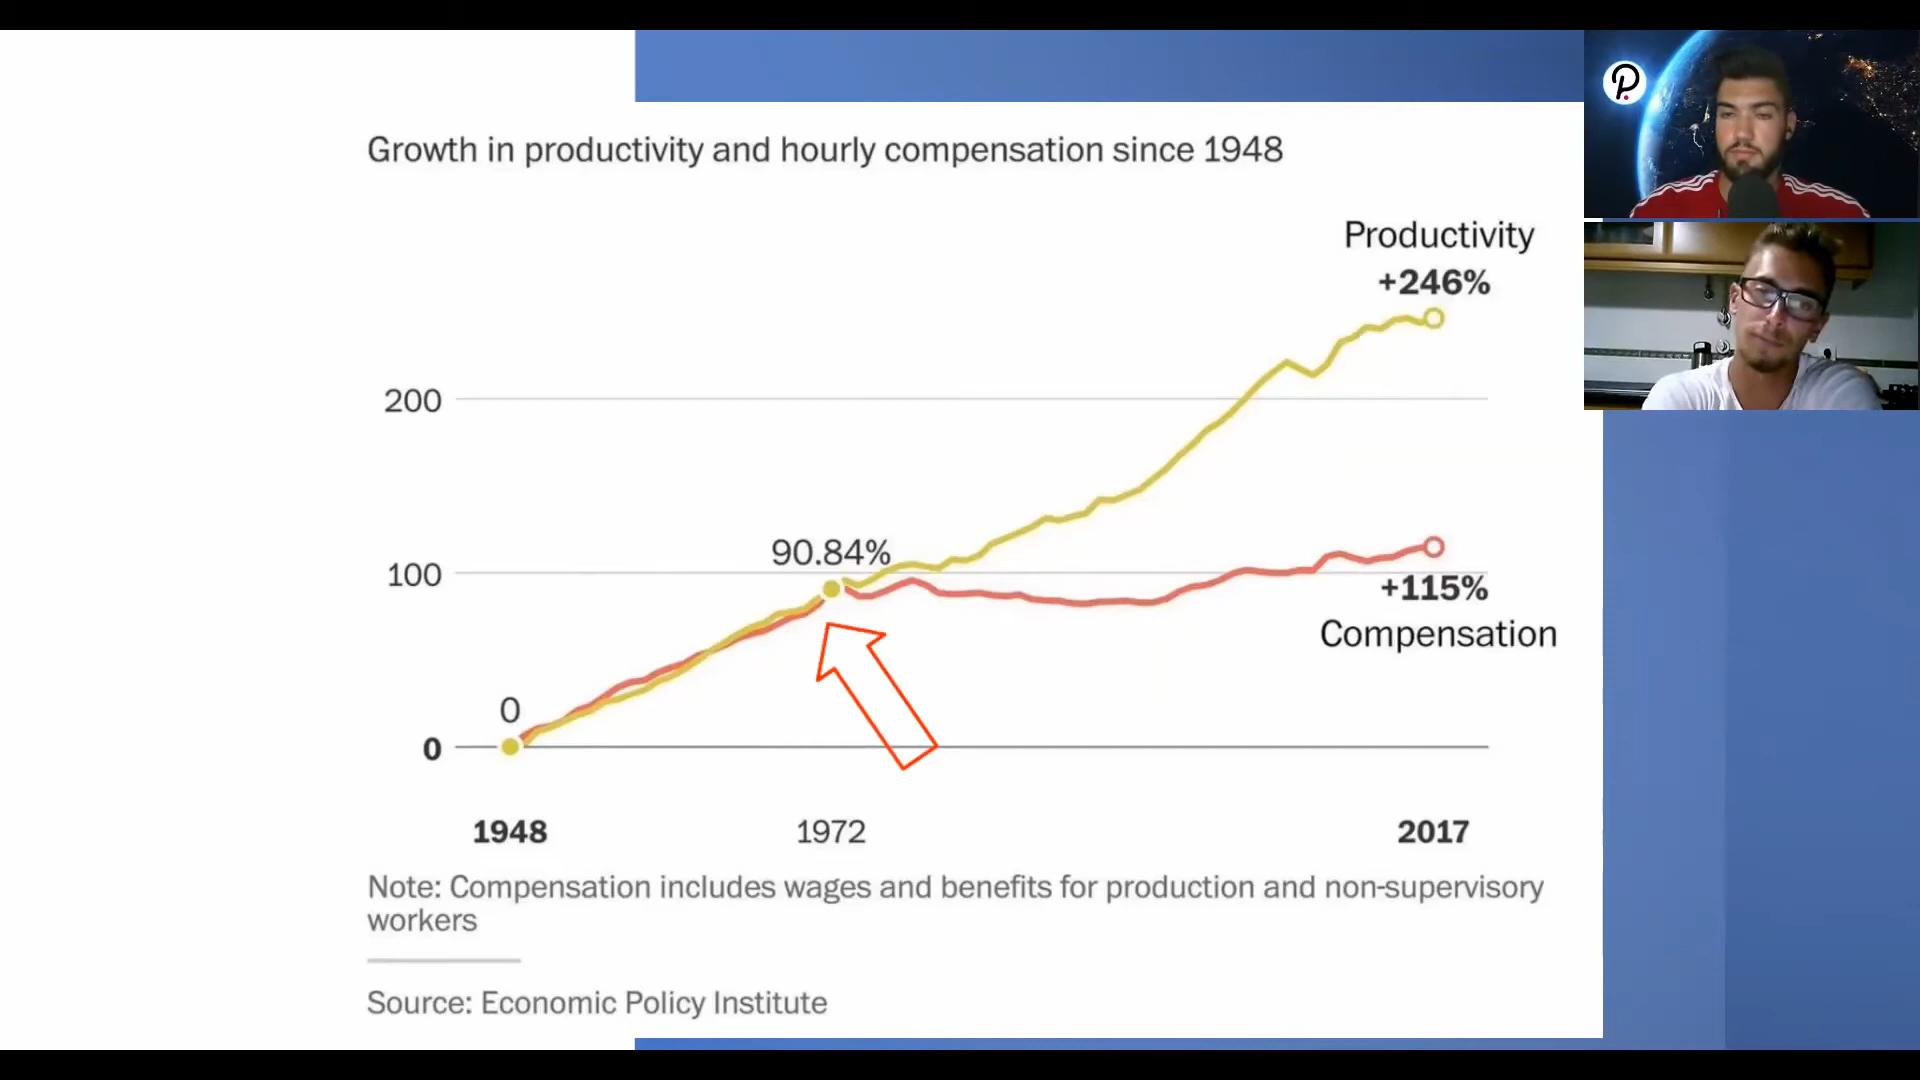 Growth in productivity and hourly compensation since 1948
Productivity
+246%
200
90.84%
100
+115%
Compensation
0
0
1948
1972
2017
Note: Compensation includes wages and benefits for production and non-supervisory
workers
Source: Economic Policy Institute